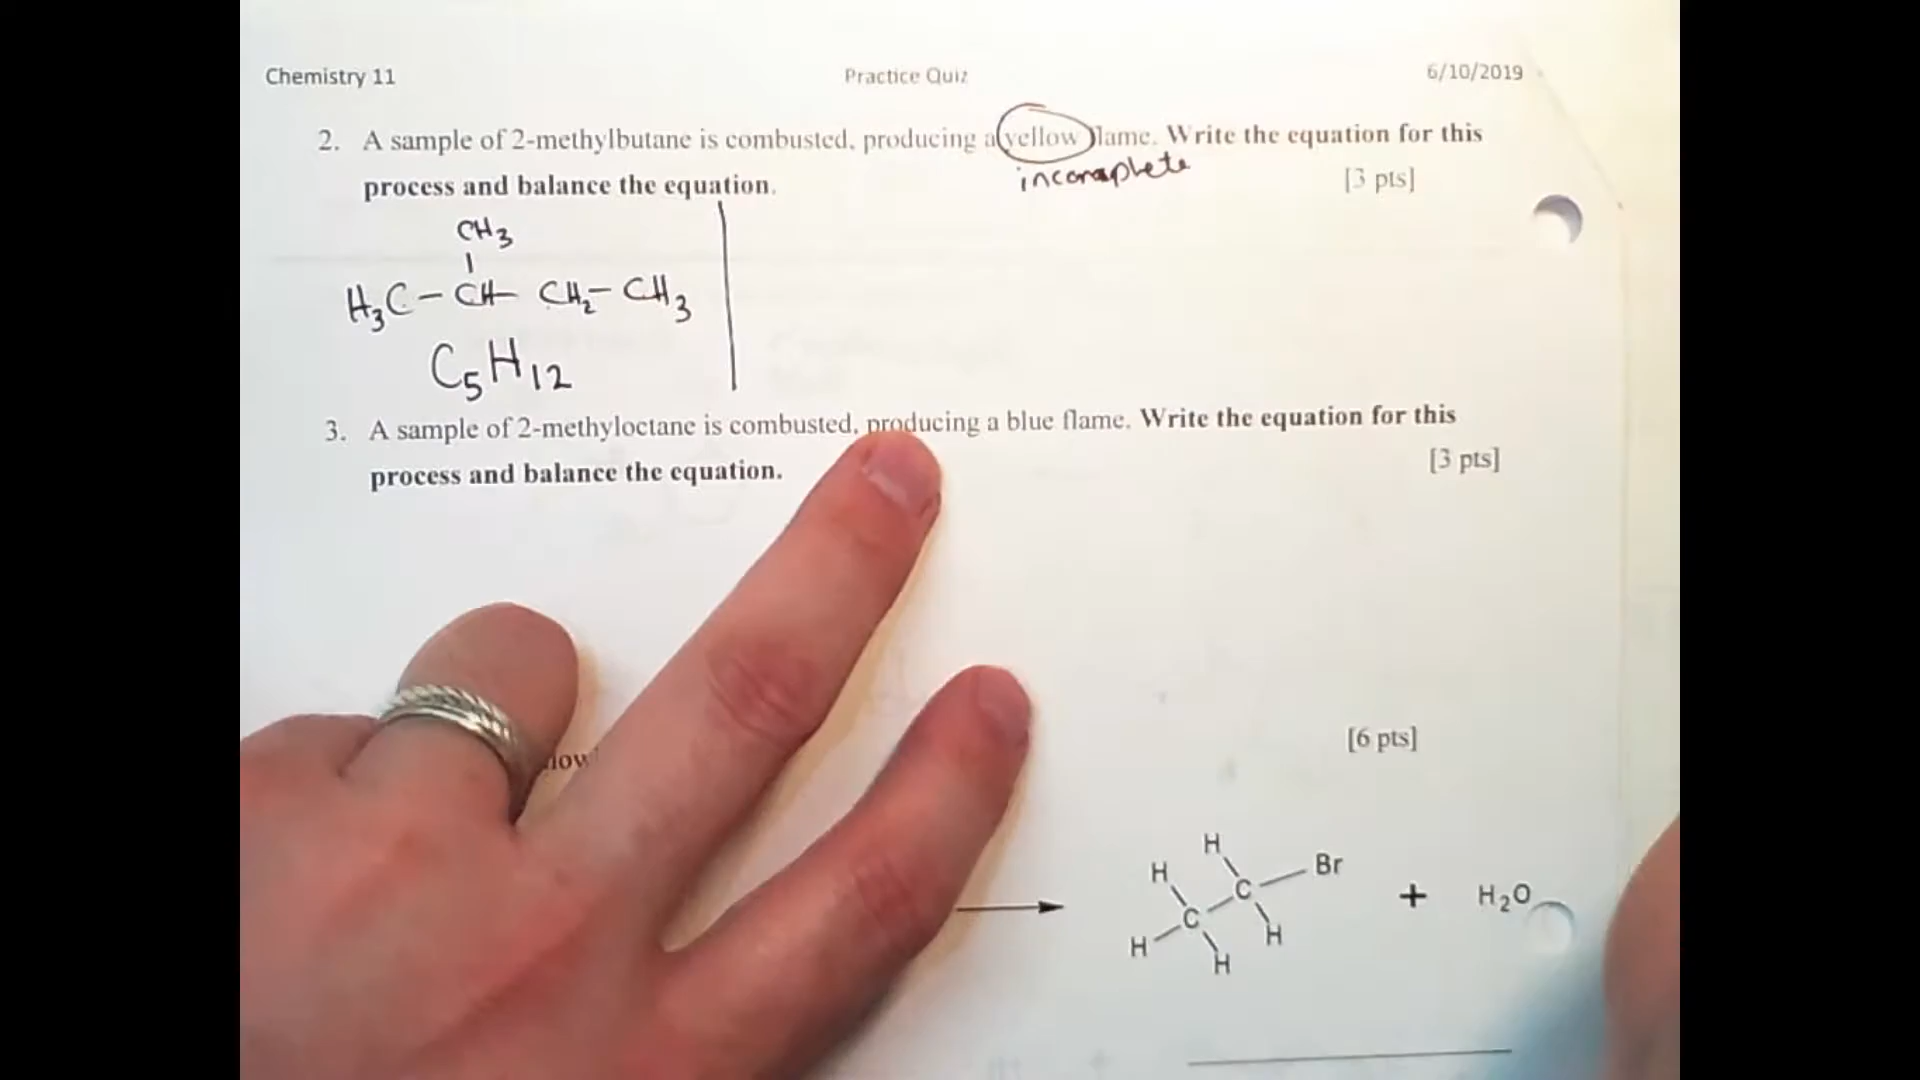 Chemistry 11 Practice Quiz 6/10/2019
2. A sample of 2-methylbutane is combusted, producing a yellow flame. Write the equation for this
process and balance the equation. incomplete [3 pts]
CH3
H3C - CH - CH2 - CH3
C5H12
3. A sample of 2-methyloctane is combusted, producing a blue flame. Write the equation for this
process and balance the equation. [3 pts]
[6 pts]
H
H Br
C
C + H2O
H H
H